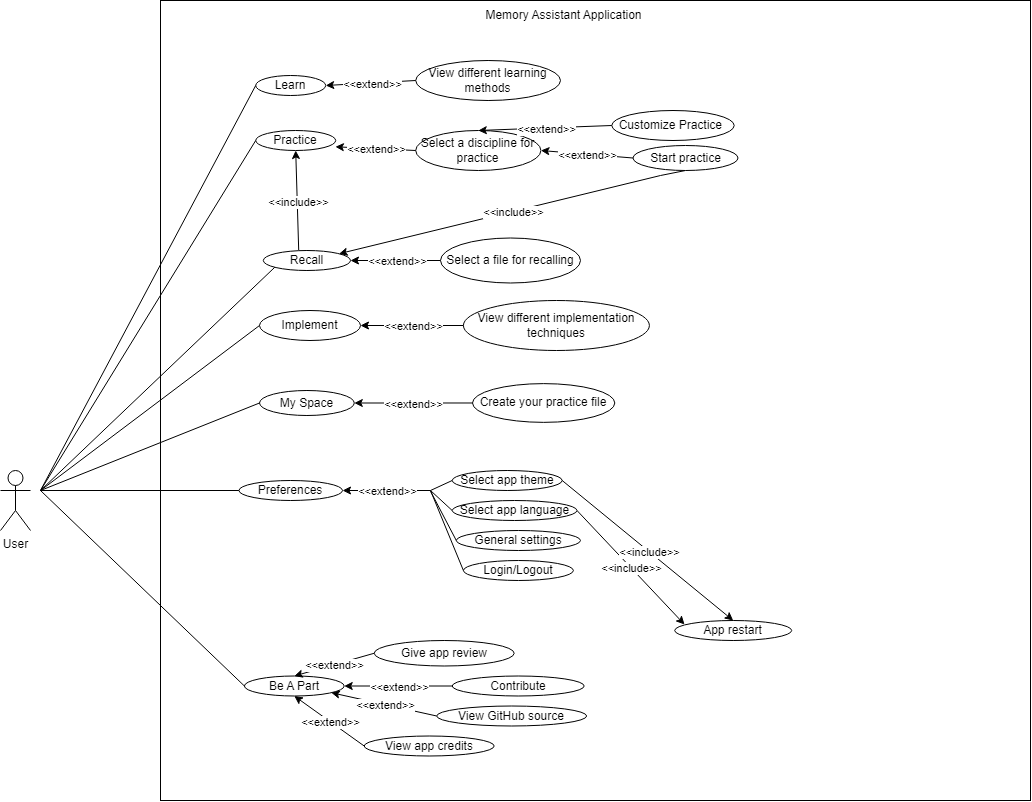 Memory Assistant Application
Learn
<<extend>>
View different learning
methods
Practice
<<extend>>
Select a discipline for
practice
<<extend>>
Customize Practice
<<extend>>
Start practice
<<include>>
<<include>>
Recall
<<extend>>
Select a file for recalling
Implement
<<extend>>
View different implementation
techniques
My Space
<<extend>>
Create your practice file
User
Preferences
<<extend>>
Select app theme
Select app language
General settings
Login/Logout
<<include>>
<<include>>
App restart
Be A Part
<<extend>>
Give app review
<<extend>>
Contribute
<<extend>>
View GitHub source
<<extend>>
View app credits